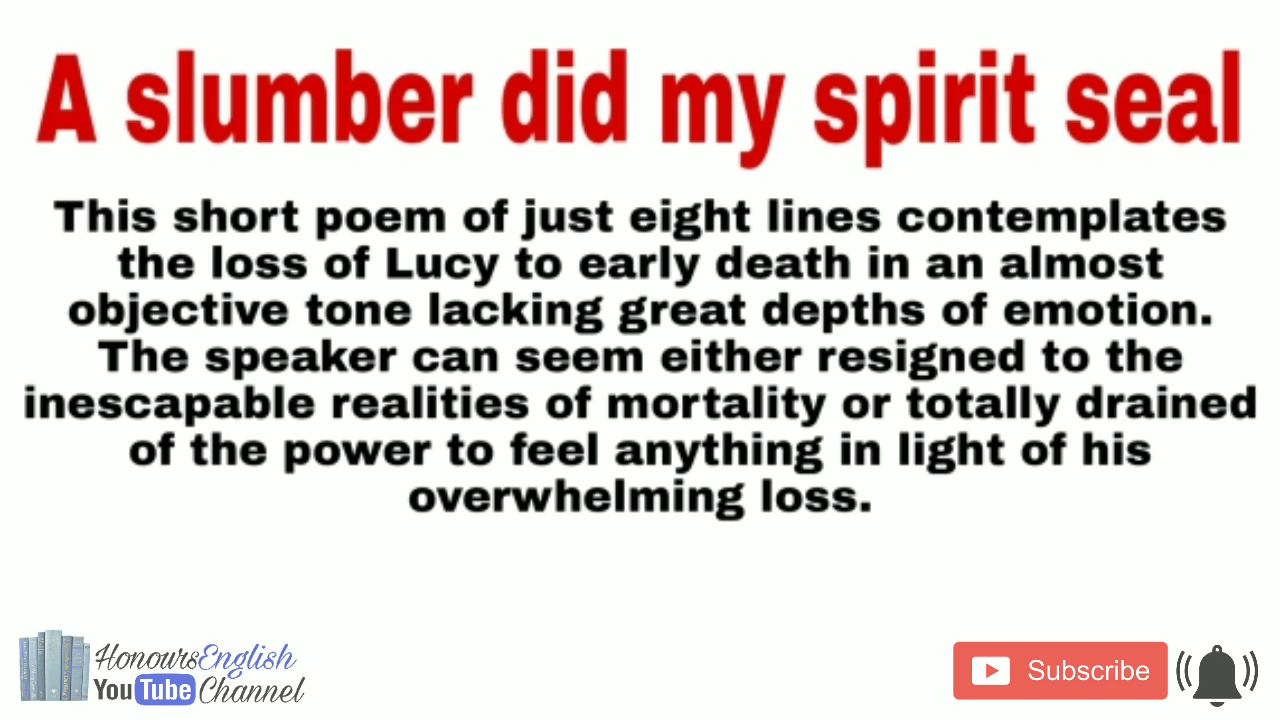 A slumber did my spirit seal
This short poem of just eight lines contemplates
the loss of Lucy to early death in an almost
objective tone lacking great depths of emotion.
The speaker can seem either resigned to the
inescapable realities of mortality or totally drained
of the power to feel anything in light of his
overwhelming loss.
HonoursEnglish
YouTube Channel
Subscribe